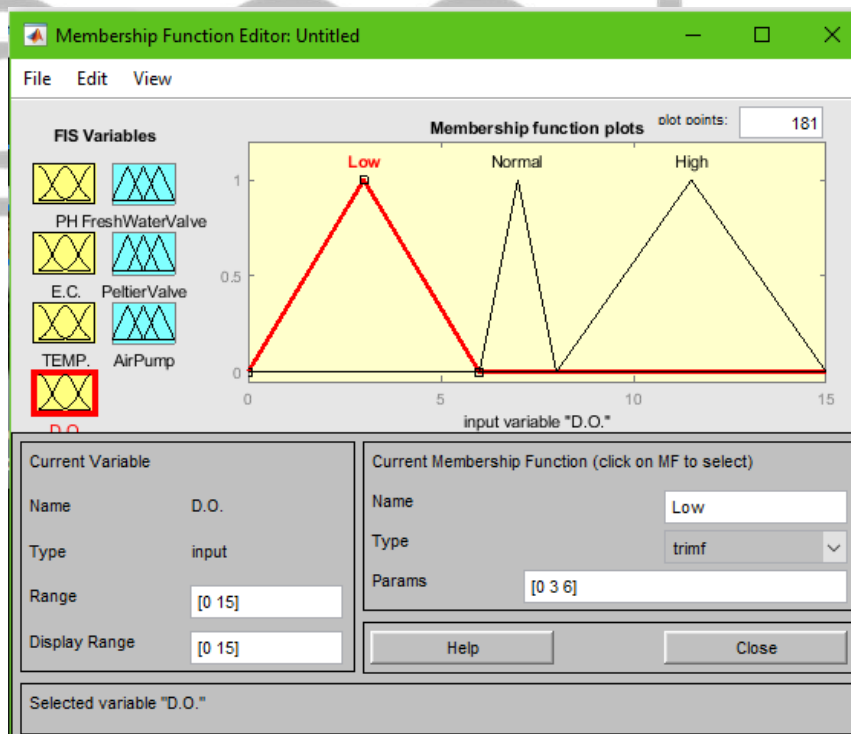 Membership Function Editor: Untitled
File Edit View
FIS Variables
Membership function plots
plot points:
181
PH FreshWaterValve
E.C. PeltierValve
TEMP. AirPump
D.O.
Low Normal High
1
0.5
0
0 5 10 15
input variable "D.O."
Current Variable
Name D.O.
Type input
Range [0 15]
Display Range [0 15]
Current Membership Function (click on MF to select)
Name Low
Type trimf
Params [0 3 6]
Help Close
Selected variable "D.O."